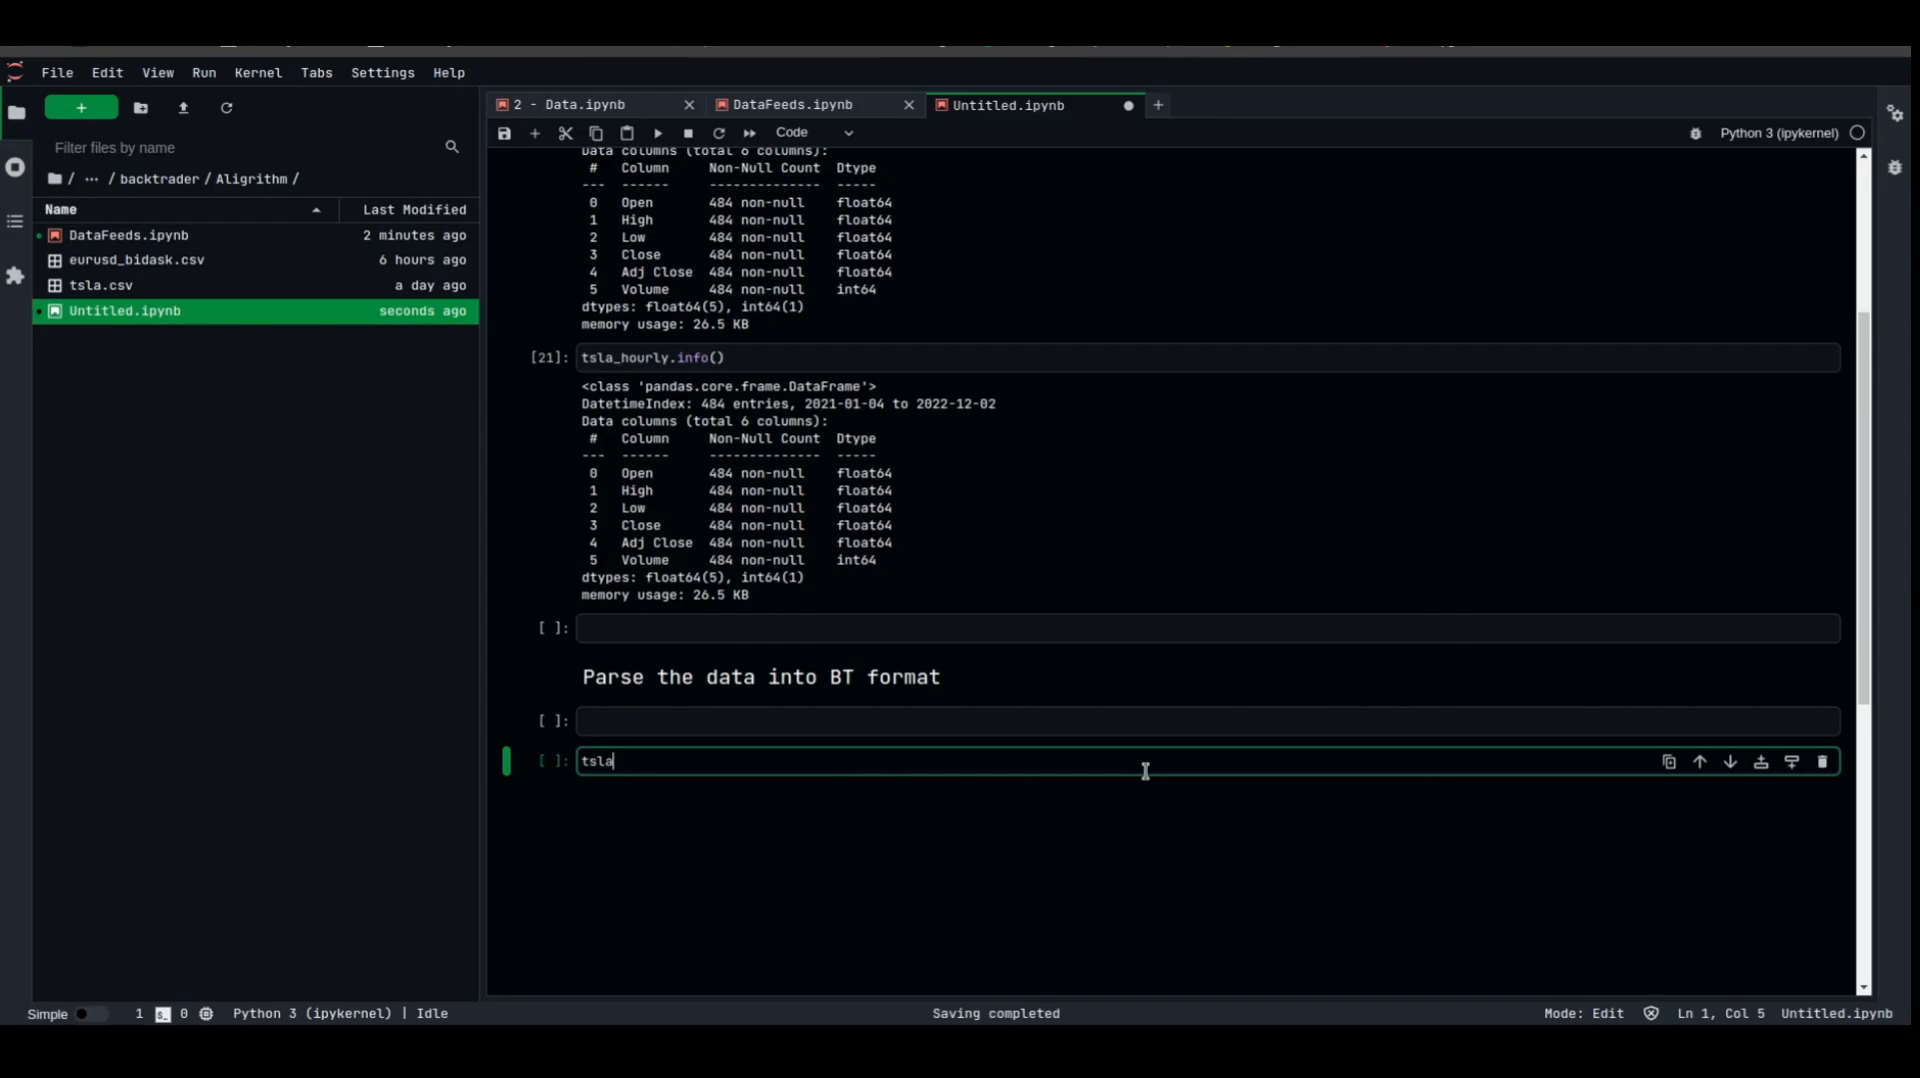 File Edit View Run Kernel Tabs Settings Help
+
Filter files by name
/ ··· / backtrader / Aligrithm /
Name Last Modified
DataFeeds.ipynb 2 minutes ago
eurusd_bidask.csv 6 hours ago
tsla.csv a day ago
Untitled.ipynb seconds ago
2 - Data.ipynb DataFeeds.ipynb Untitled.ipynb
Code Python 3 (ipykernel)
Data columns (total 6 columns):
# Column Non-Null Count Dtype
--- ------ -------------- -----
0 Open 484 non-null float64
1 High 484 non-null float64
2 Low 484 non-null float64
3 Close 484 non-null float64
4 Adj Close 484 non-null float64
5 Volume 484 non-null int64
dtypes: float64(5), int64(1)
memory usage: 26.5 KB
[21]: tsla_hourly.info()
<class 'pandas.core.frame.DataFrame'>
DatetimeIndex: 484 entries, 2021-01-04 to 2022-12-02
Data columns (total 6 columns):
# Column Non-Null Count Dtype
--- ------ -------------- -----
0 Open 484 non-null float64
1 High 484 non-null float64
2 Low 484 non-null float64
3 Close 484 non-null float64
4 Adj Close 484 non-null float64
5 Volume 484 non-null int64
dtypes: float64(5), int64(1)
memory usage: 26.5 KB
[ ]:
Parse the data into BT format
[ ]:
[ ]: tsla
Simple 1 0 Python 3 (ipykernel) | Idle Saving completed Mode: Edit Ln 1, Col 5 Untitled.ipynb